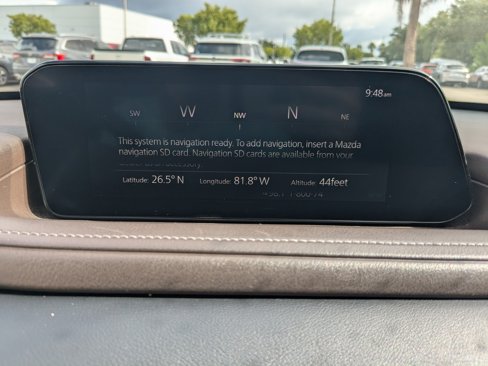 9:48am
SW W NW N NE
This system is navigation ready. To add navigation, insert a Mazda
navigation SD card. Navigation SD cards are available from your
Latitude: 26.5° N Longitude: 81.8° W Altitude: 44feet